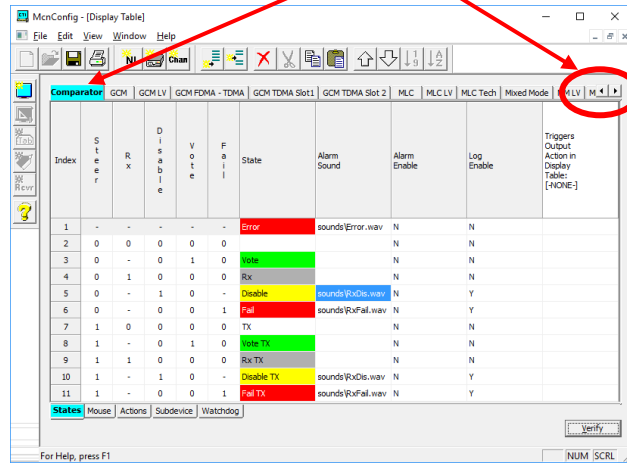 McnConfig - [Display Table]
File Edit View Window Help
NI Chan
Comparator GCM GCM LV GCM FDMA - TDMA GCM TDMA Slot1 GCM TDMA Slot 2 MLC MLC LV MLC Tech Mixed Mode LV M
Index Steer Rx Disable Vote Fail State Alarm Sound Alarm Enable Log Enable Triggers Output Action in Display Table: [-NONE-]
1 - - - - - Error sounds\Error.wav N N
2 0 0 0 0 0 N N
3 0 - 0 1 0 Vote N N
4 0 1 0 0 0 Rx N N
5 0 - 1 0 - Disable sounds\RxDis.wav N Y
6 0 - 0 0 1 Fail sounds\RxFail.wav N Y
7 1 0 0 0 0 TX N N
8 1 - 0 1 0 Vote TX N N
9 1 1 0 0 0 Rx TX N N
10 1 - 1 0 - Disable TX sounds\RxDis.wav N Y
11 1 - 0 0 1 Fail TX sounds\RxFail.wav N Y
States Mouse Actions Subdevice Watchdog
Verify
For Help, press F1
NUM SCRL